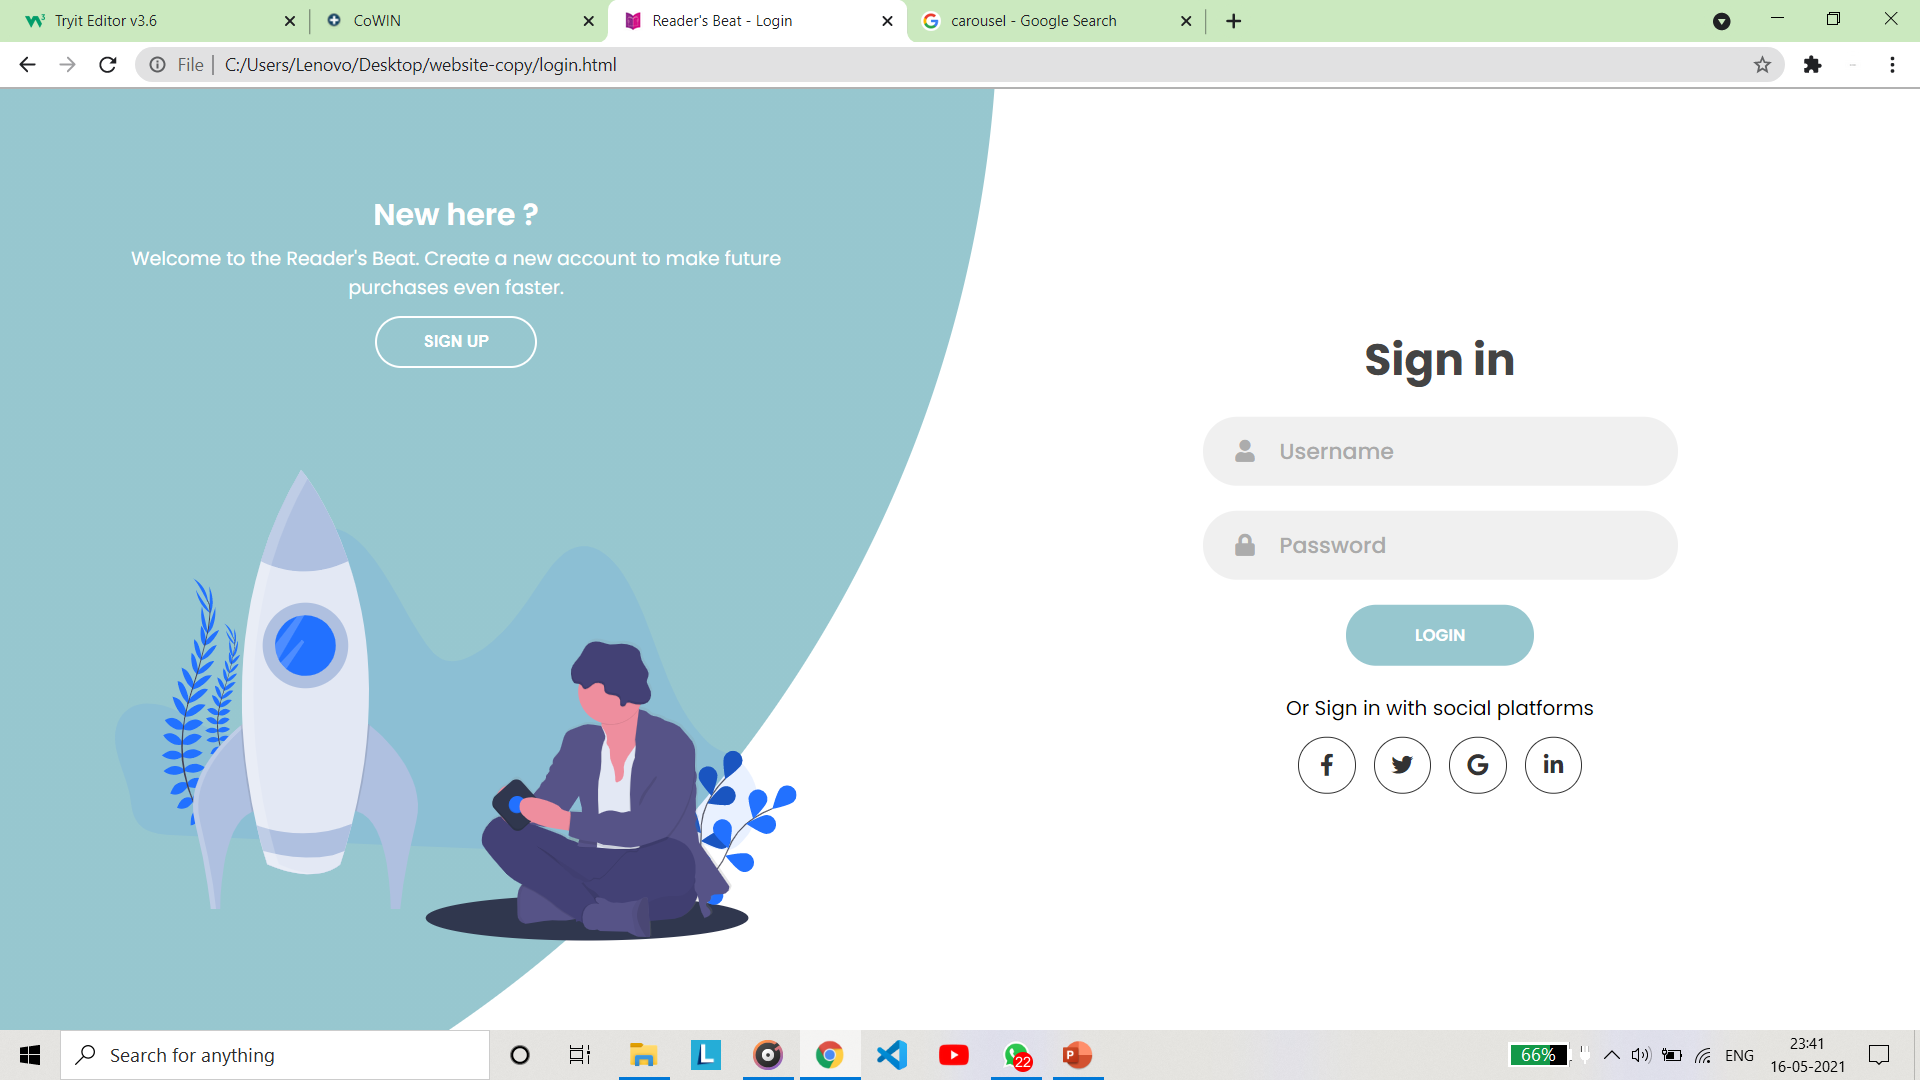 Tryit Editor v3.6
CoWIN
Reader's Beat - Login
carousel - Google Search
File
C:/Users/Lenovo/Desktop/website-copy/login.html
New here ?
Welcome to the Reader's Beat. Create a new account to make future
purchases even faster.
SIGN UP
Sign in
Username
Password
LOGIN
Or Sign in with social platforms
Search for anything
22
66%
ENG
23:41
16-05-2021